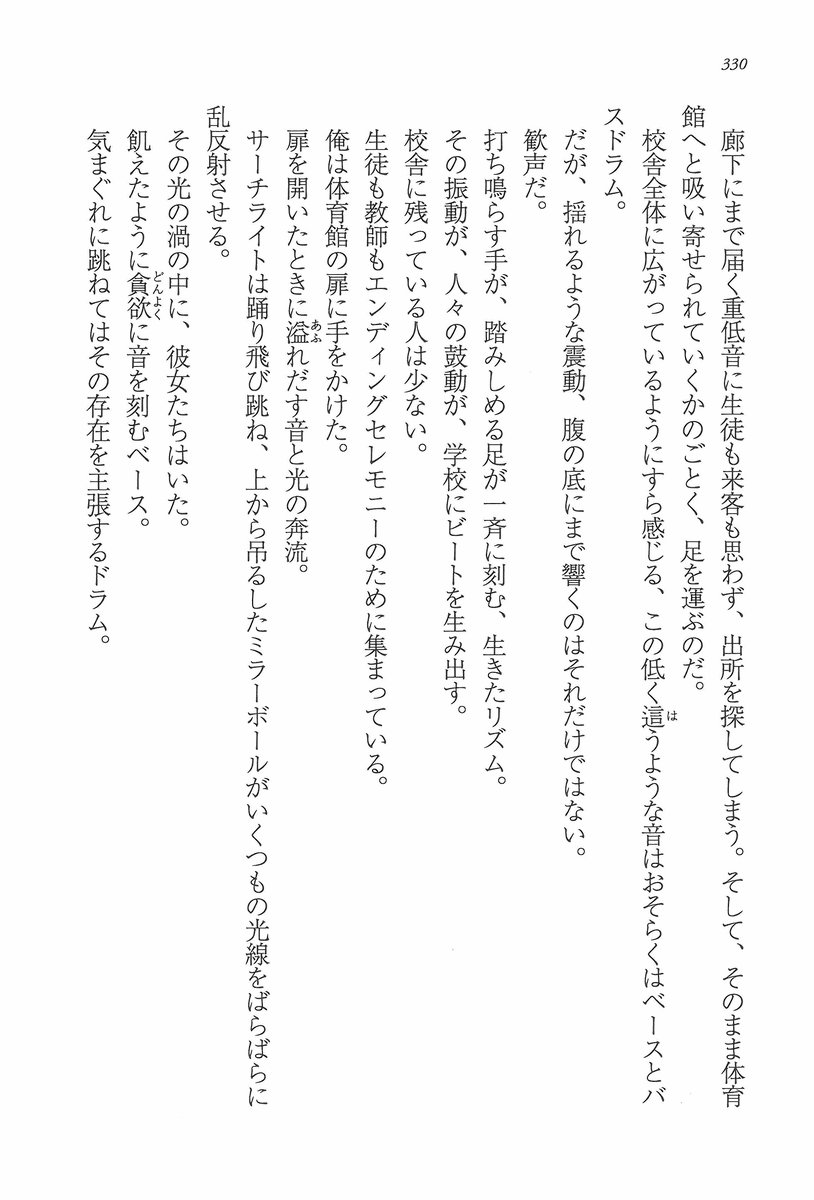 330
廊下にまで届く重低音に生徒も来客も思わず、出所を探してしまう。そして、そのまま体育
館へと吸い寄せられていくかのごとく、足を運ぶのだ。
校舎全体に広がっているようにすら感じる、この低く這うような音はおそらくはベースとバ
スドラム。
だが、揺れるような震動、腹の底にまで響くのはそれだけではない。
歓声だ。
打ち鳴らす手が、踏みしめる足が一斉に刻む、生きたリズム。
その振動が、人々の鼓動が、学校にビートを生み出す。
校舎に残っている人は少ない。
生徒も教師もエンディングセレモニーのために集まっている。
俺は体育館の扉に手をかけた。
扉を開いたときに溢れだす音と光の奔流。
サーチライトは踊り飛び跳ね、上から吊るしたミラーボールがいくつもの光線をばらばらに
乱反射させる。
その光の渦の中に、彼女たちはいた。
飢えたように貪欲に音を刻むベース。
気まぐれに跳ねてはその存在を主張するドラム。